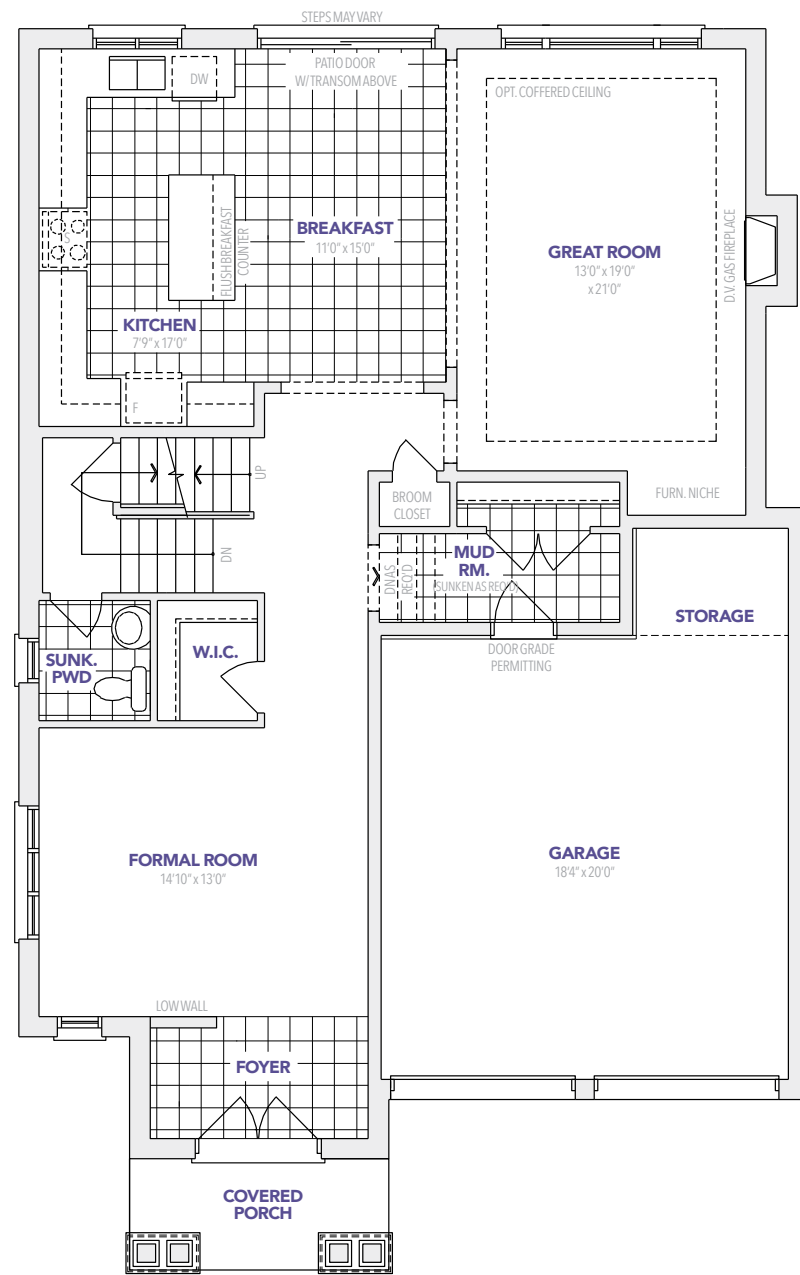 STEPS MAY VARY
PATIO DOOR
W/ TRANSOM ABOVE
DW
OPT. COFFERED CEILING
BREAKFAST
11'0" x 15'0"
FLUSH BREAKFAST
COUNTER
S
GREAT ROOM
13'0" x 19'0"
x 21'0"
D.V. GAS FIREPLACE
KITCHEN
7'9" x 17'0"
F
UP
DN
BROOM
CLOSET
FURN. NICHE
MUD
RM.
(SUNKEN AS REQ'D)
DN AS
REQ'D
STORAGE
DOOR GRADE
PERMITTING
SUNK.
PWD
W.I.C.
FORMAL ROOM
14'10" x 13'0"
GARAGE
18'4" x 20'0"
LOW WALL
FOYER
COVERED
PORCH